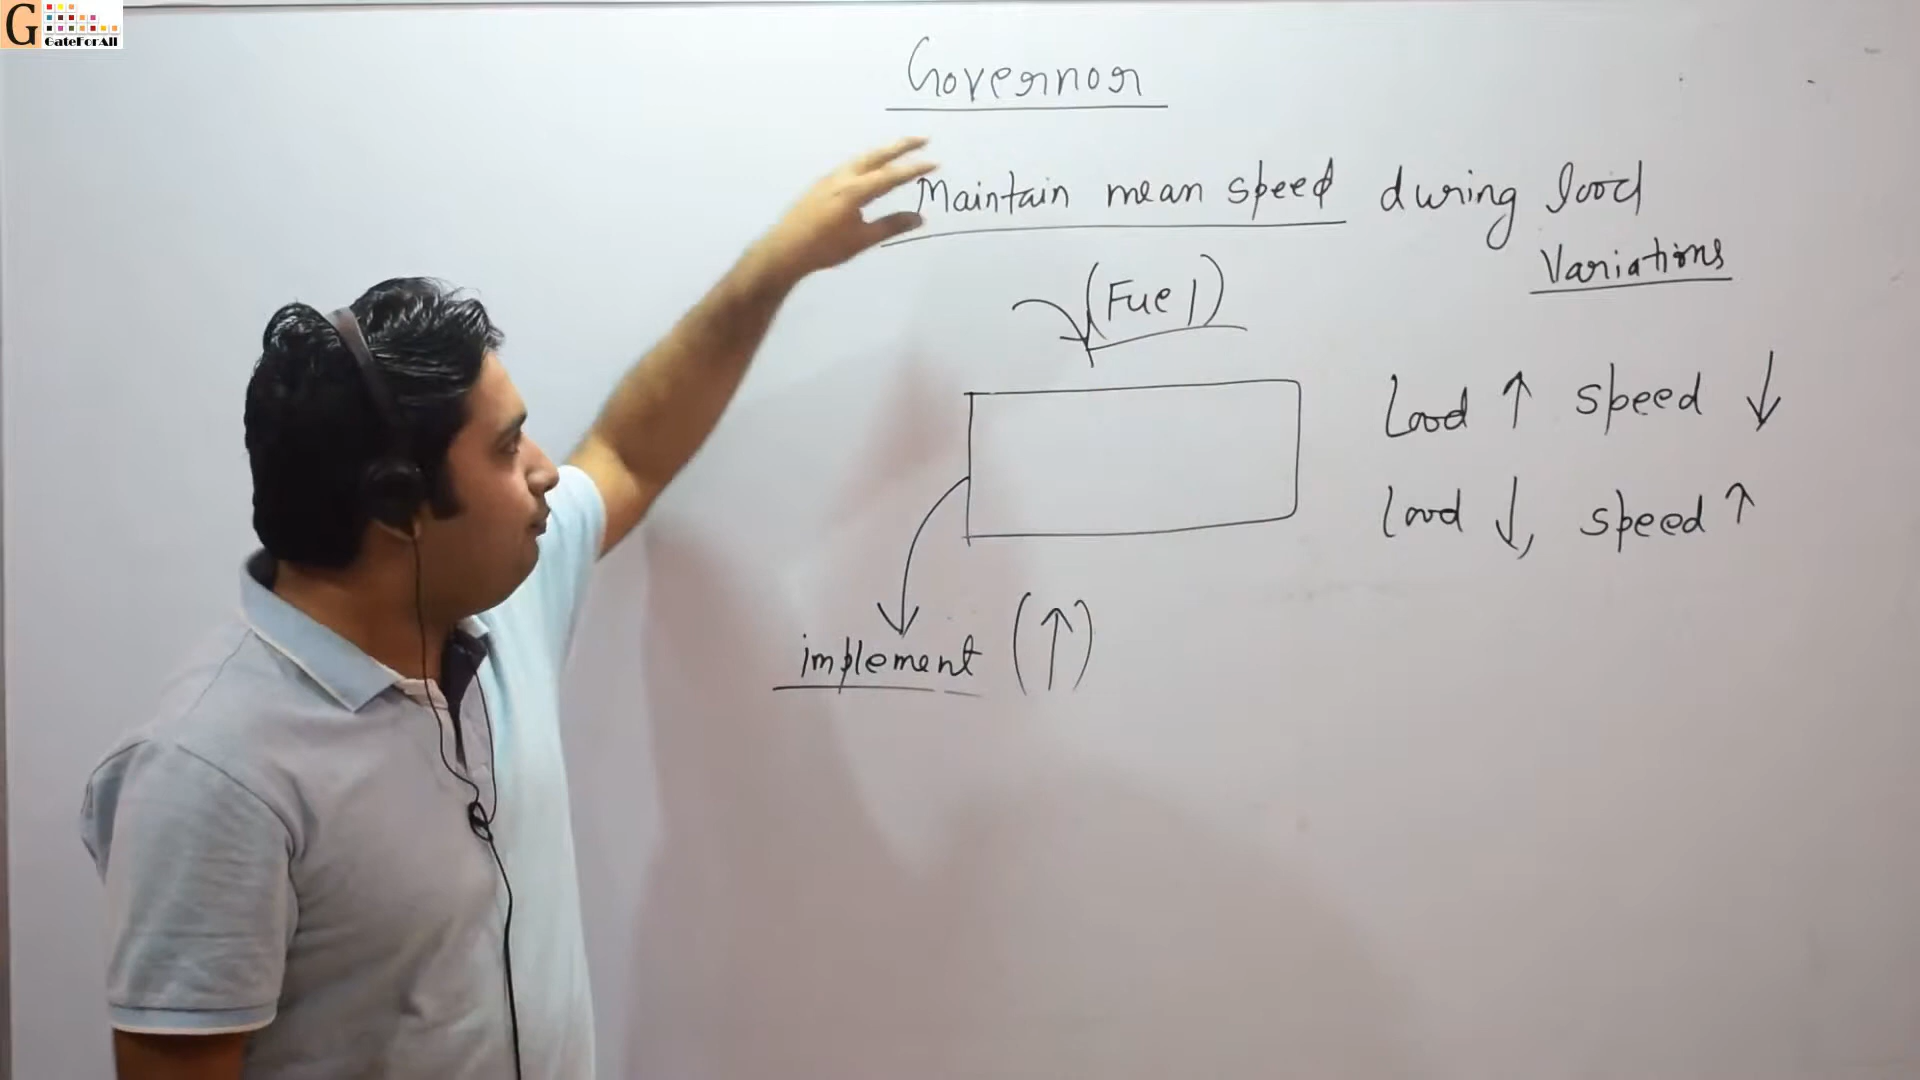 G
GateForAll
Governor
Maintain mean speed during load
Variations
(Fuel)
Load ↑ speed ↓
load ↓, speed ↑
implement (↑)